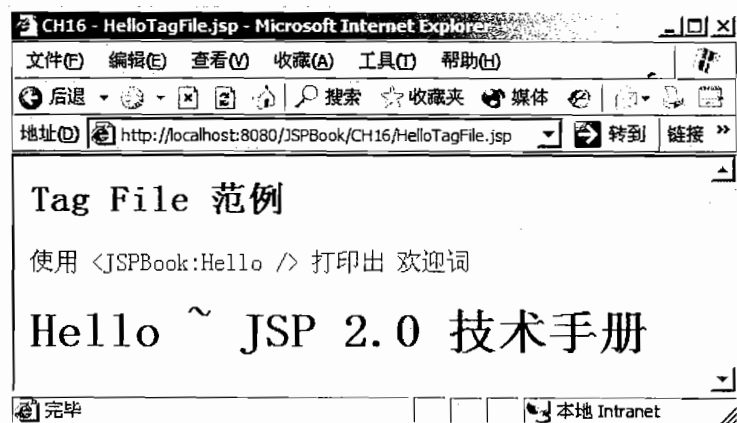 CH16 - HelloTagFile.jsp - Microsoft Internet Explorer
文件(F) 编辑(E) 查看(V) 收藏(A) 工具(T) 帮助(H)
后退 搜索 收藏夹 媒体
地址(D) http://localhost:8080/JSPBook/CH16/HelloTagFile.jsp 转到 链接 »
Tag File 范例
使用 <JSPBook:Hello /> 打印出 欢迎词
Hello ~ JSP 2.0 技术手册
完毕 本地 Intranet